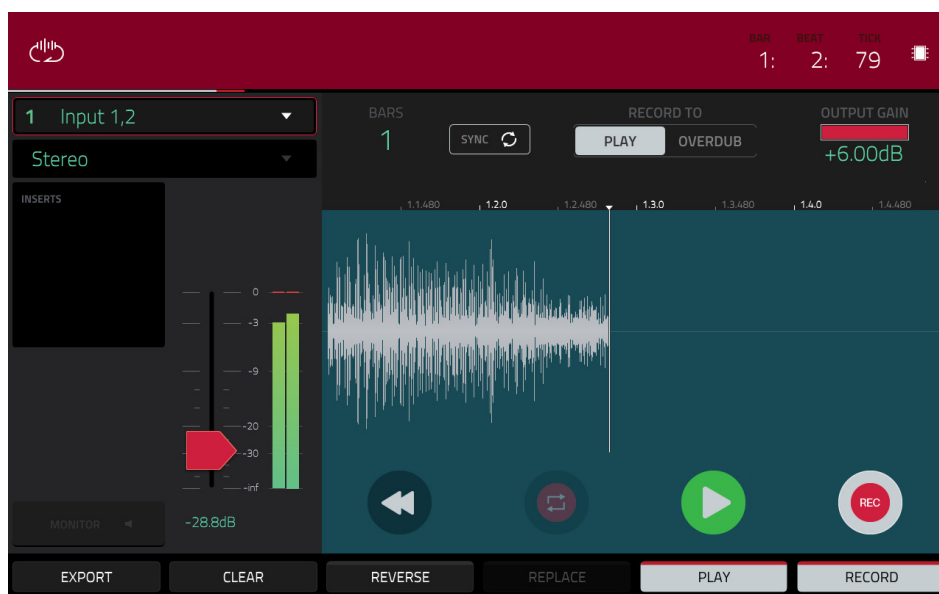 BAR BEAT TICK
1: 2: 79
1 Input 1,2
Stereo
INSERTS
0
-3
-9
-20
-30
-inf
MONITOR
-28.8dB
BARS
1
SYNC
RECORD TO
PLAY OVERDUB
OUTPUT GAIN
+6.00dB
1.1.480 1.2.0 1.2.480 1.3.0 1.3.480 1.4.0 1.4.480
REC
EXPORT CLEAR REVERSE REPLACE PLAY RECORD